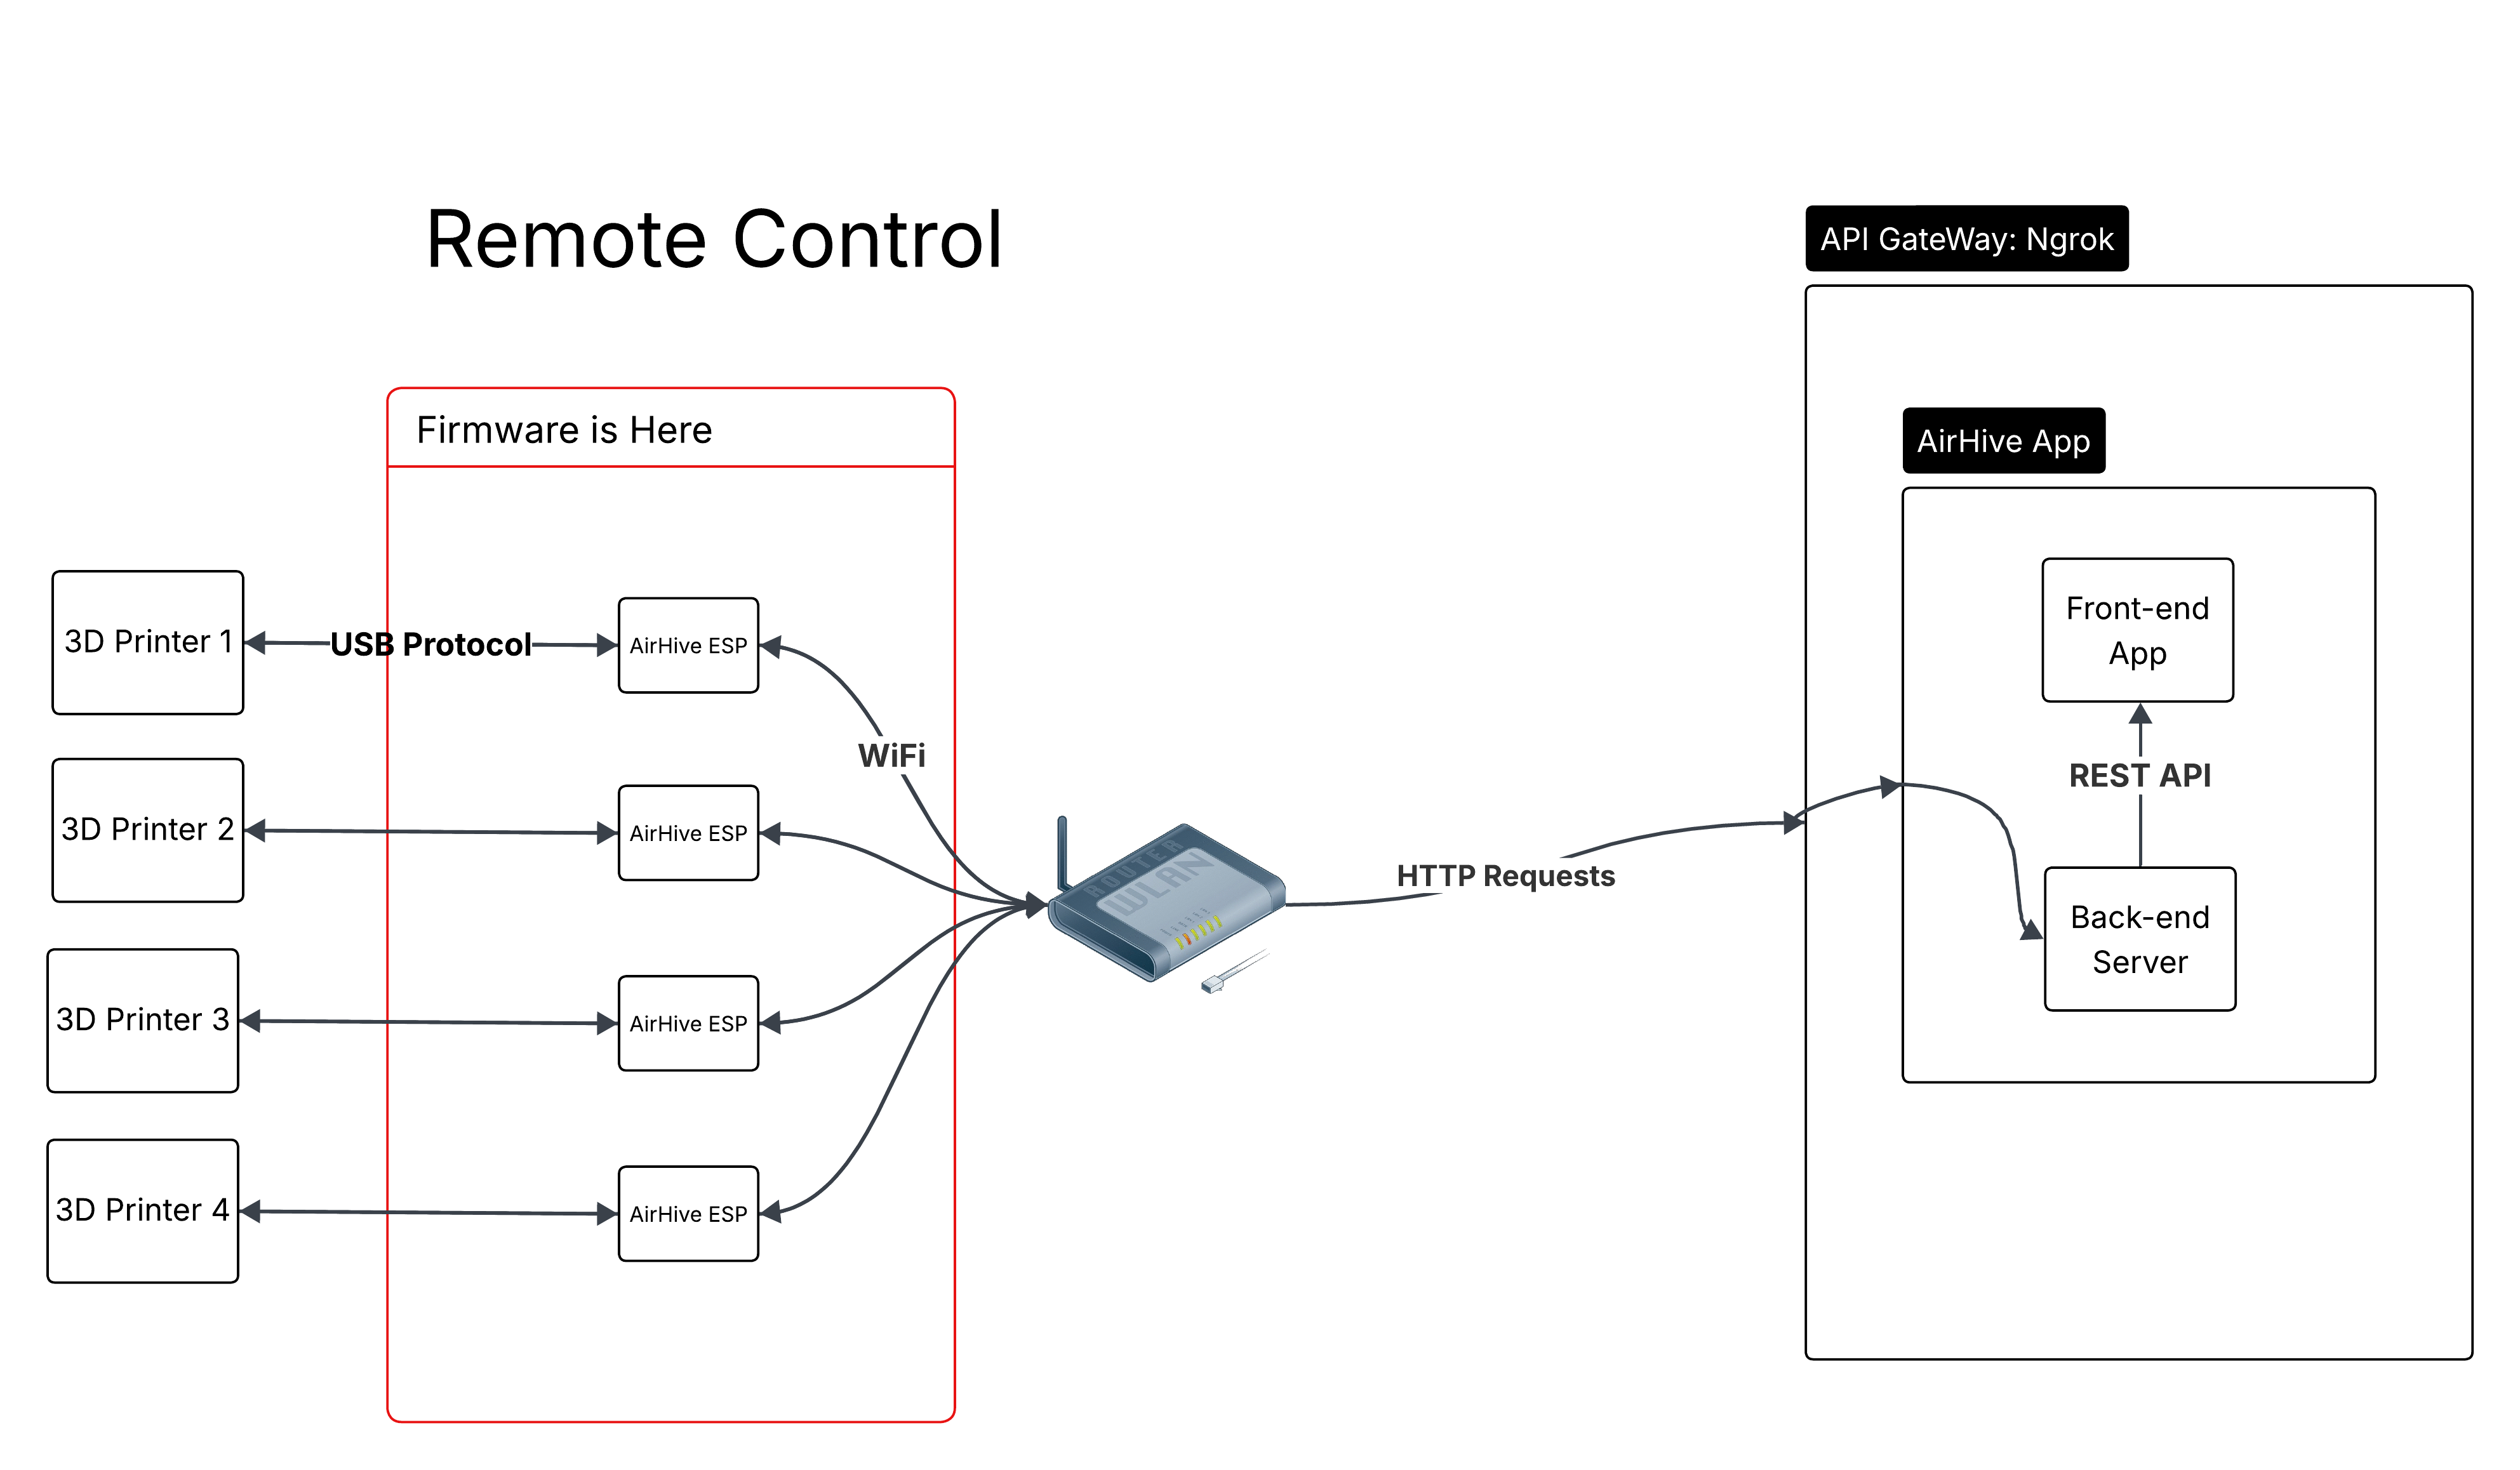 Remote Control
API GateWay: Ngrok
Firmware is Here
AirHive App
3D Printer 1
USB Protocol
AirHive ESP
Front-end
App
WiFi
REST API
3D Printer 2
AirHive ESP
ROUTER
WLAN
HTTP Requests
Back-end
Server
3D Printer 3
AirHive ESP
3D Printer 4
AirHive ESP